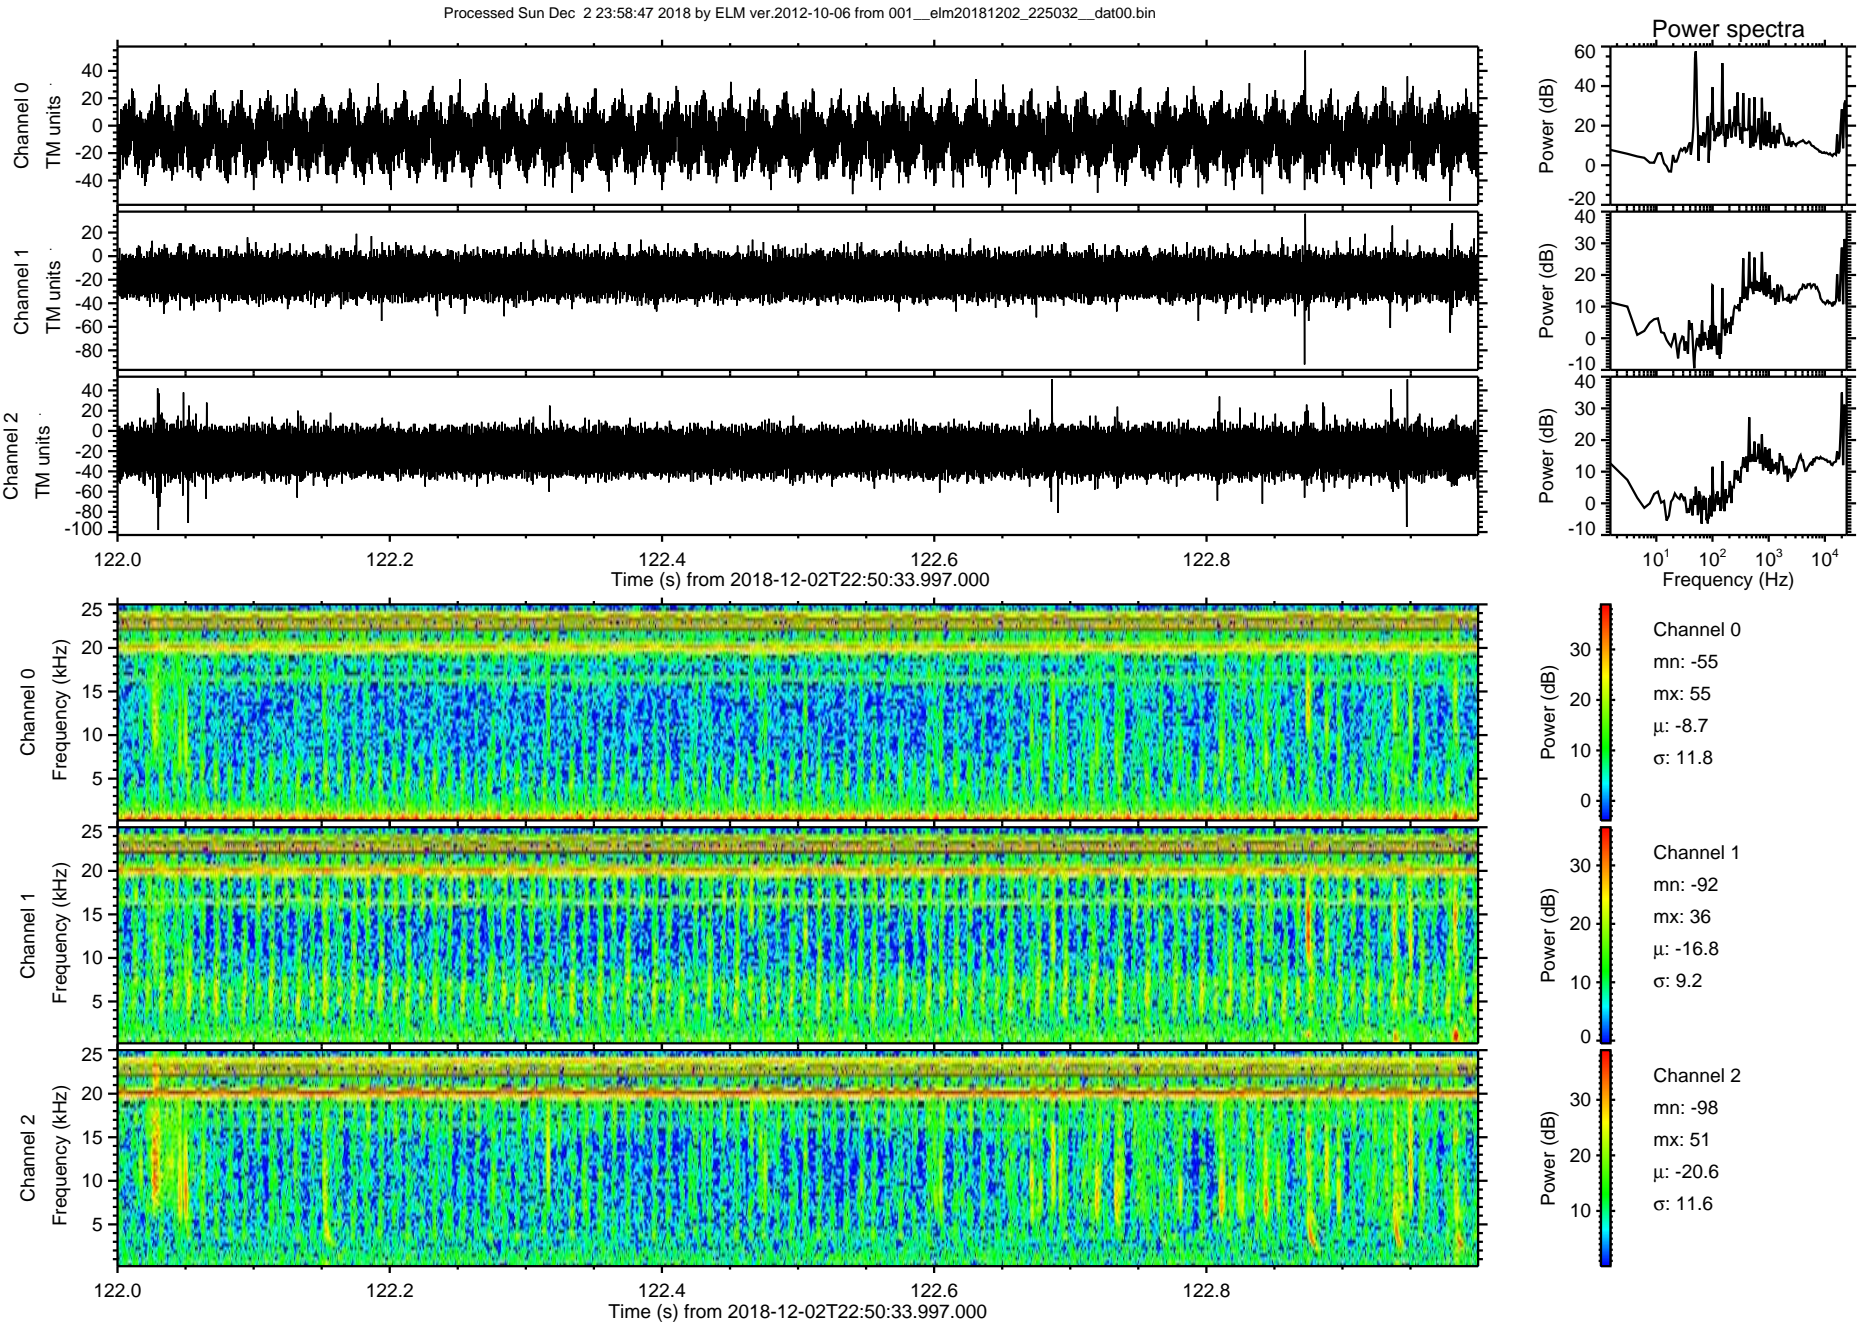 Processed Sun Dec  2 23:58:47 2018 by ELM ver.2012-10-06 from 001__elm20181202_225032__dat00.bin
Power spectra
Channel 0
TM units
40
20
0
-20
-40
Power (dB)
60
40
20
0
-20
Channel 1
TM units
20
0
-20
-40
-60
-80
Power (dB)
40
30
20
10
0
-10
Channel 2
TM units
40
20
0
-20
-40
-60
-80
-100
Power (dB)
40
30
20
10
0
-10
122.0 122.2 122.4 122.6 122.8
Time (s) from 2018-12-02T22:50:33.997.000
10¹ 10² 10³ 10⁴
Frequency (Hz)
Channel 0
Frequency (kHz)
25
20
15
10
5
Power (dB)
30
20
10
0
Channel 0
mn: -55
mx: 55
μ: -8.7
σ: 11.8
Channel 1
Frequency (kHz)
25
20
15
10
5
Power (dB)
30
20
10
0
Channel 1
mn: -92
mx: 36
μ: -16.8
σ: 9.2
Channel 2
Frequency (kHz)
25
20
15
10
5
Power (dB)
30
20
10
Channel 2
mn: -98
mx: 51
μ: -20.6
σ: 11.6
122.0 122.2 122.4 122.6 122.8
Time (s) from 2018-12-02T22:50:33.997.000